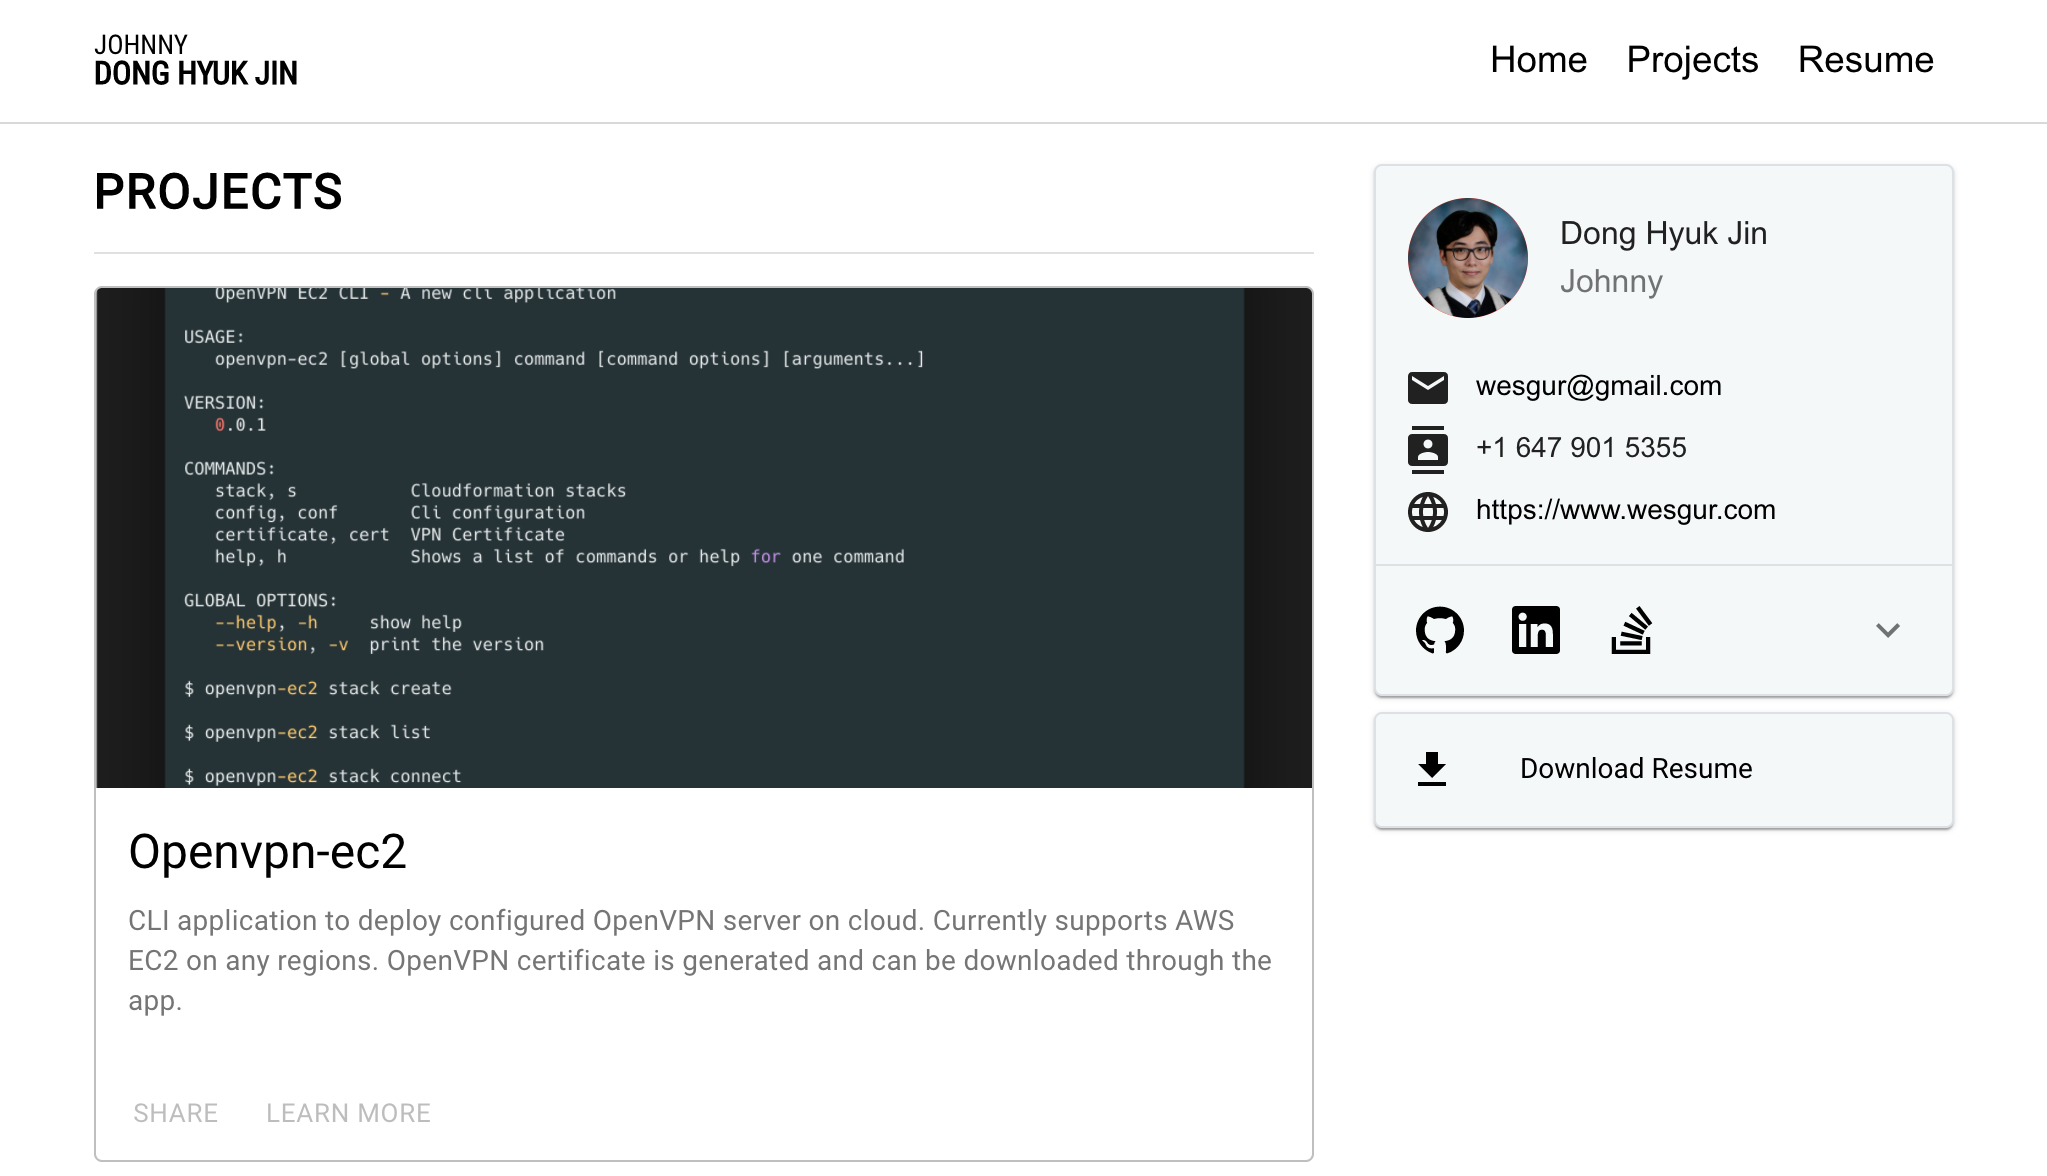 JOHNNY
DONG HYUK JIN
Home Projects Resume
PROJECTS
OpenVPN EC2 CLI - A new cli application
USAGE:
openvpn-ec2 [global options] command [command options] [arguments...]
VERSION:
0.0.1
COMMANDS:
stack, s Cloudformation stacks
config, conf Cli configuration
certificate, cert VPN Certificate
help, h Shows a list of commands or help for one command
GLOBAL OPTIONS:
--help, -h show help
--version, -v print the version
$ openvpn-ec2 stack create
$ openvpn-ec2 stack list
$ openvpn-ec2 stack connect
Openvpn-ec2
CLI application to deploy configured OpenVPN server on cloud. Currently supports AWS
EC2 on any regions. OpenVPN certificate is generated and can be downloaded through the
app.
SHARE LEARN MORE
Dong Hyuk Jin
Johnny
wesgur@gmail.com
+1 647 901 5355
https://www.wesgur.com
in
Download Resume